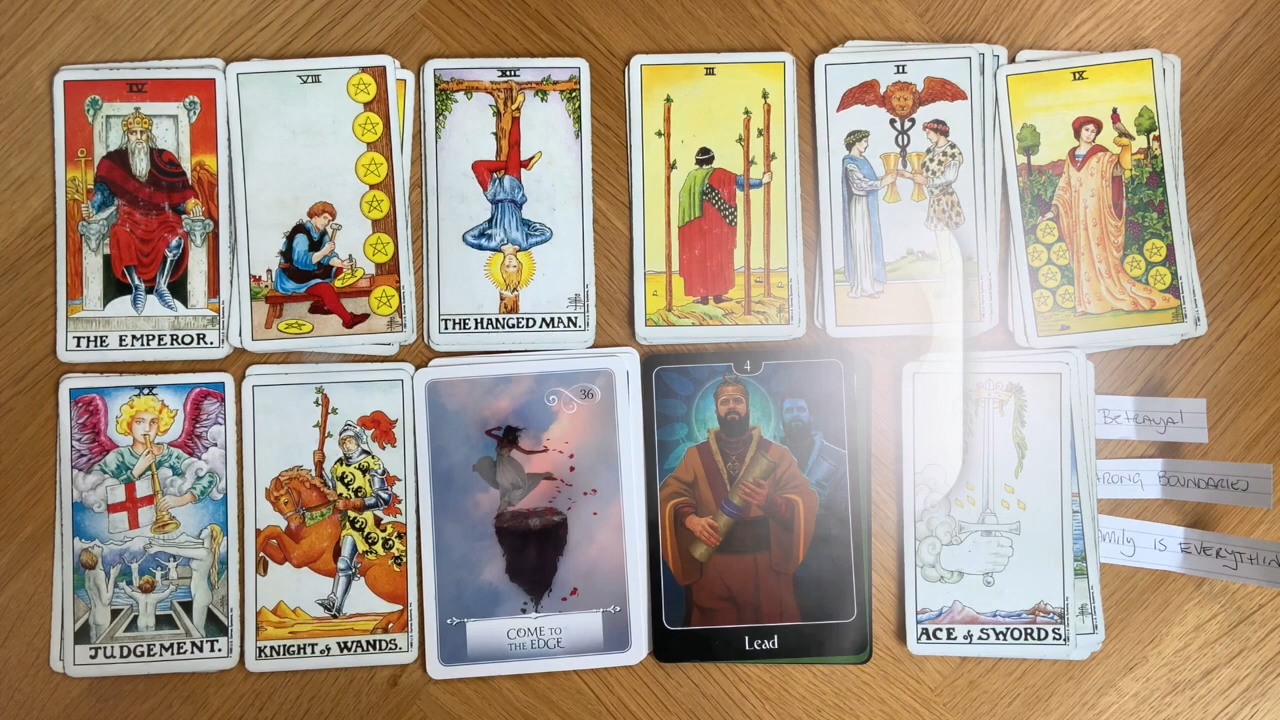 IV
THE EMPEROR.
VIII
XII
THE HANGED MAN.
III
II
IX
XX
JUDGEMENT.
KNIGHT of WANDS.
36
COME TO
THE EDGE
4
Lead
ACE of SWORDS.
BETRAYAL
RONG BOUNDARIES
mily IS EVERYTHIN